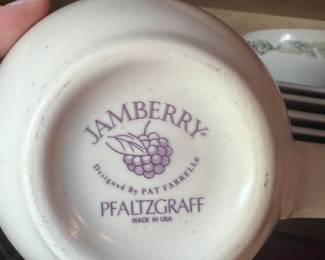 JAMBERRY®
Designed By PAT FARRELL®
PFALTZGRAFF
MADE IN USA